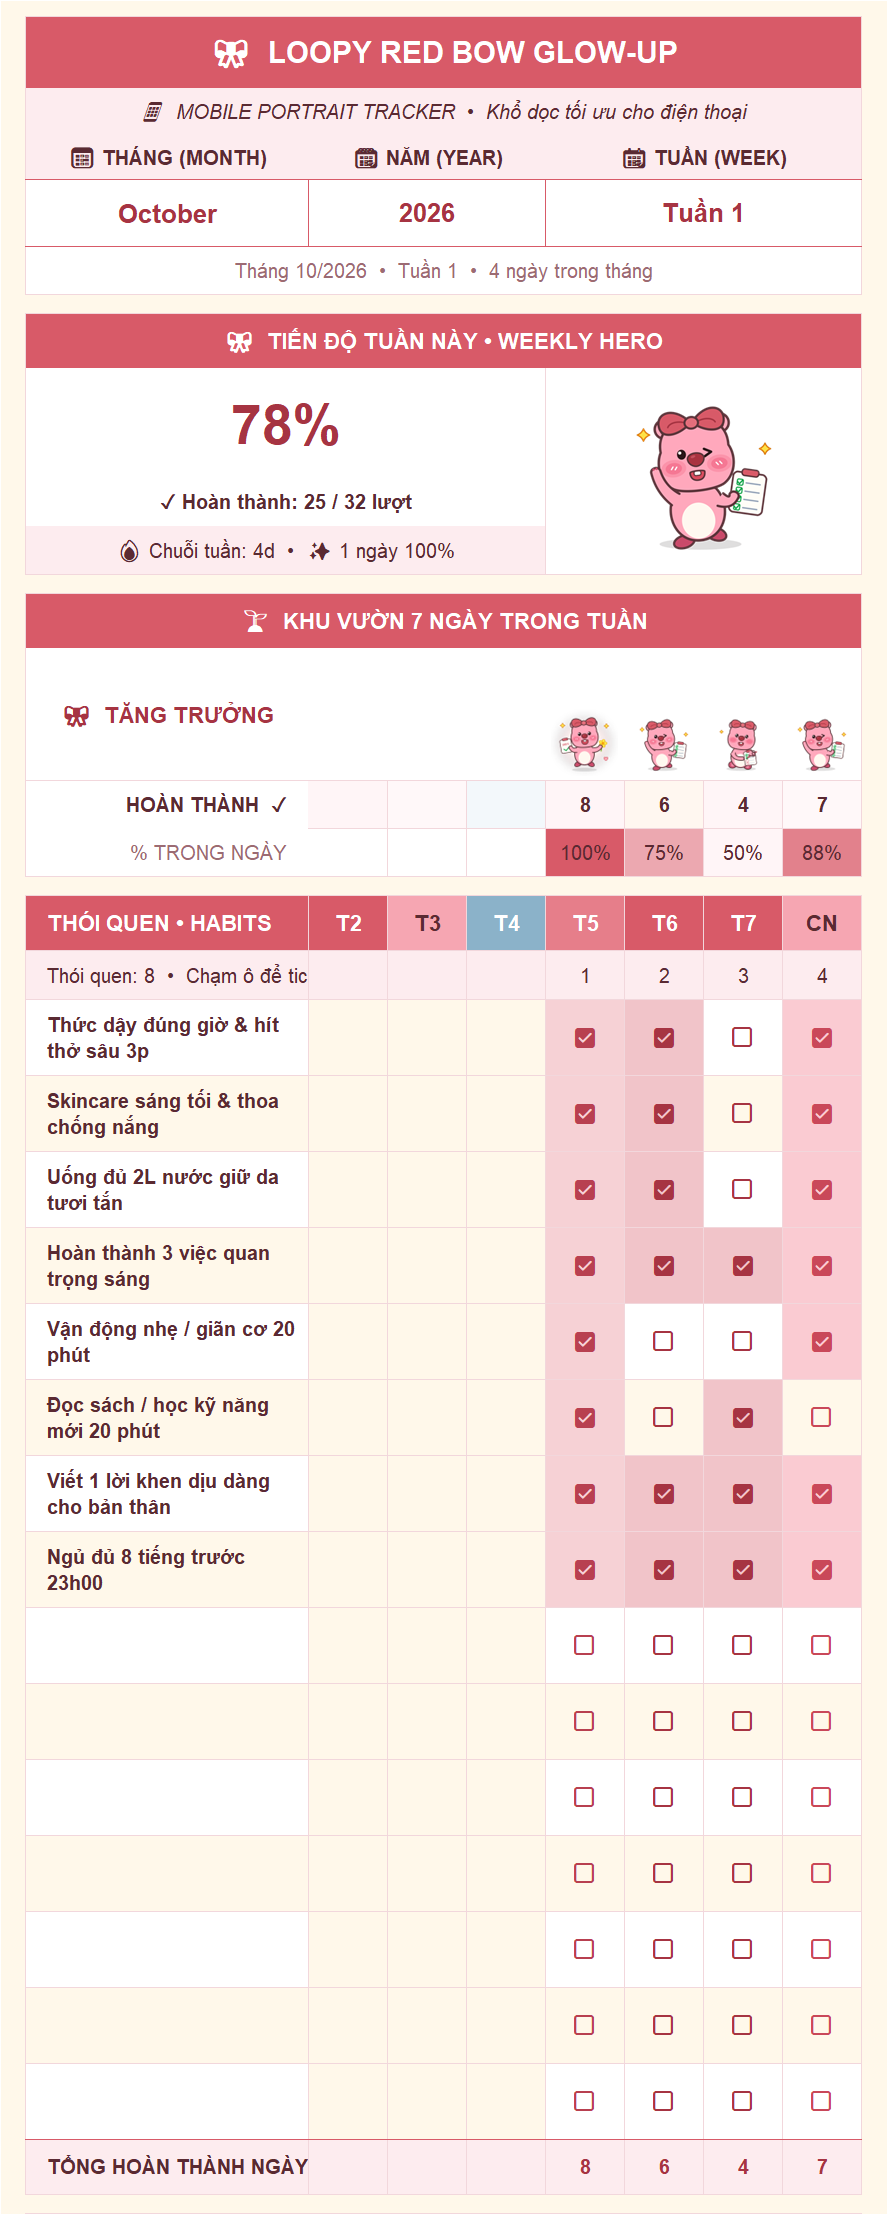 LOOPY RED BOW GLOW-UP
MOBILE PORTRAIT TRACKER • Khổ dọc tối ưu cho điện thoại
THÁNG (MONTH) NĂM (YEAR) TUẦN (WEEK)
October 2026 Tuần 1
Tháng 10/2026 • Tuần 1 • 4 ngày trong tháng
TIẾN ĐỘ TUẦN NÀY • WEEKLY HERO
78%
✓ Hoàn thành: 25 / 32 lượt
Chuỗi tuần: 4d • 1 ngày 100%
KHU VƯỜN 7 NGÀY TRONG TUẦN
TĂNG TRƯỞNG
HOÀN THÀNH ✓ 8 6 4 7
% TRONG NGÀY 100% 75% 50% 88%
THÓI QUEN • HABITS T2 T3 T4 T5 T6 T7 CN
Thói quen: 8 • Chạm ô để tic 1 2 3 4
Thức dậy đúng giờ & hít
thở sâu 3p
Skincare sáng tối & thoa
chống nắng
Uống đủ 2L nước giữ da
tươi tắn
Hoàn thành 3 việc quan
trọng sáng
Vận động nhẹ / giãn cơ 20
phút
Đọc sách / học kỹ năng
mới 20 phút
Viết 1 lời khen dịu dàng
cho bản thân
Ngủ đủ 8 tiếng trước
23h00
TỔNG HOÀN THÀNH NGÀY 8 6 4 7